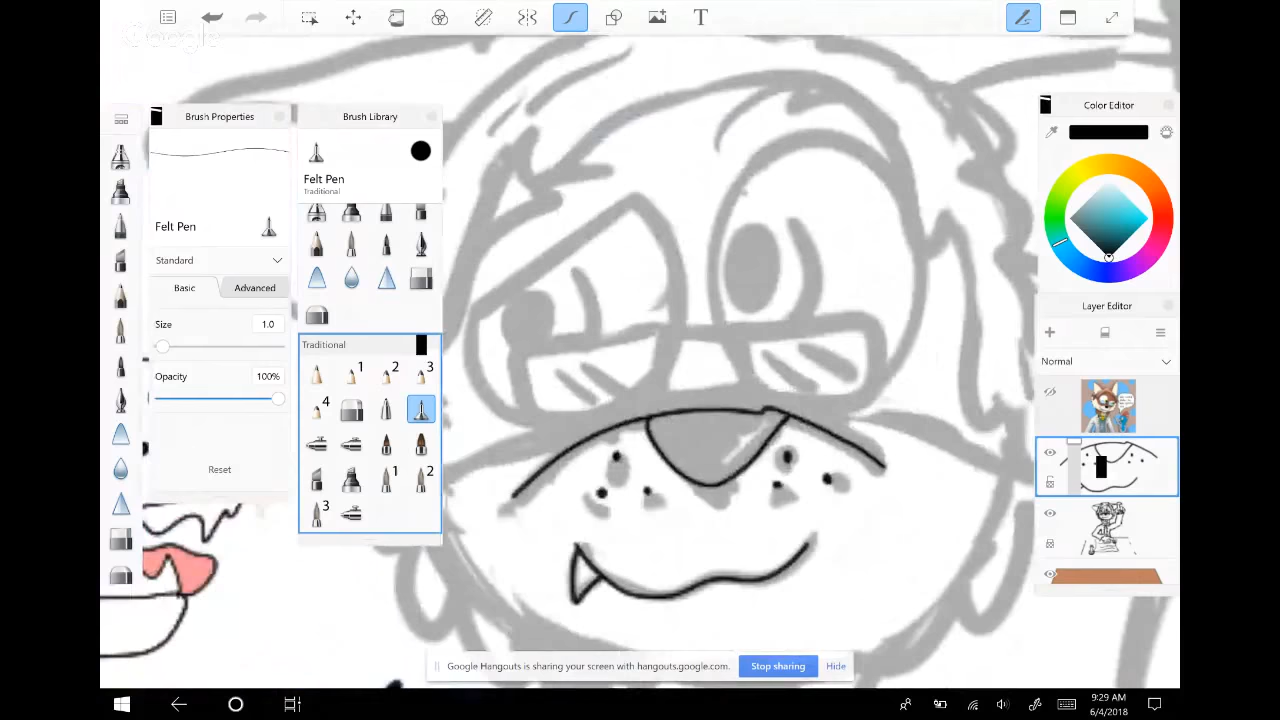 T
Google
Brush Properties
Felt Pen
Standard
Basic
Advanced
Size
1.0
Opacity
100%
Reset
Brush Library
Felt Pen
Traditional
Traditional
1
2
3
4
1
2
3
Color Editor
Layer Editor
Normal
Google Hangouts is sharing your screen with hangouts.google.com.
Stop sharing
Hide
9:29 AM
6/4/2018